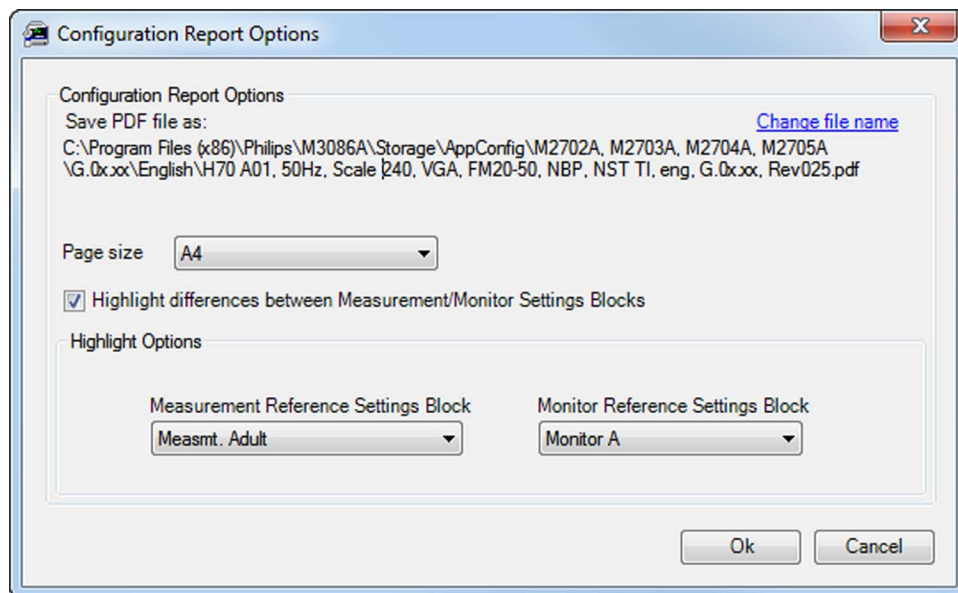 Configuration Report Options
Configuration Report Options
Save PDF file as:
Change file name
C:\Program Files (x86)\Philips\M3086A\Storage\AppConfig\M2702A, M2703A, M2704A, M2705A
\G.0x.xx\English\H70 A01, 50Hz, Scale 240, VGA, FM20-50, NBP, NST TI, eng, G.0x.xx, Rev025.pdf
Page size
A4
Highlight differences between Measurement/Monitor Settings Blocks
Highlight Options
Measurement Reference Settings Block
Monitor Reference Settings Block
Measmt. Adult
Monitor A
Ok
Cancel